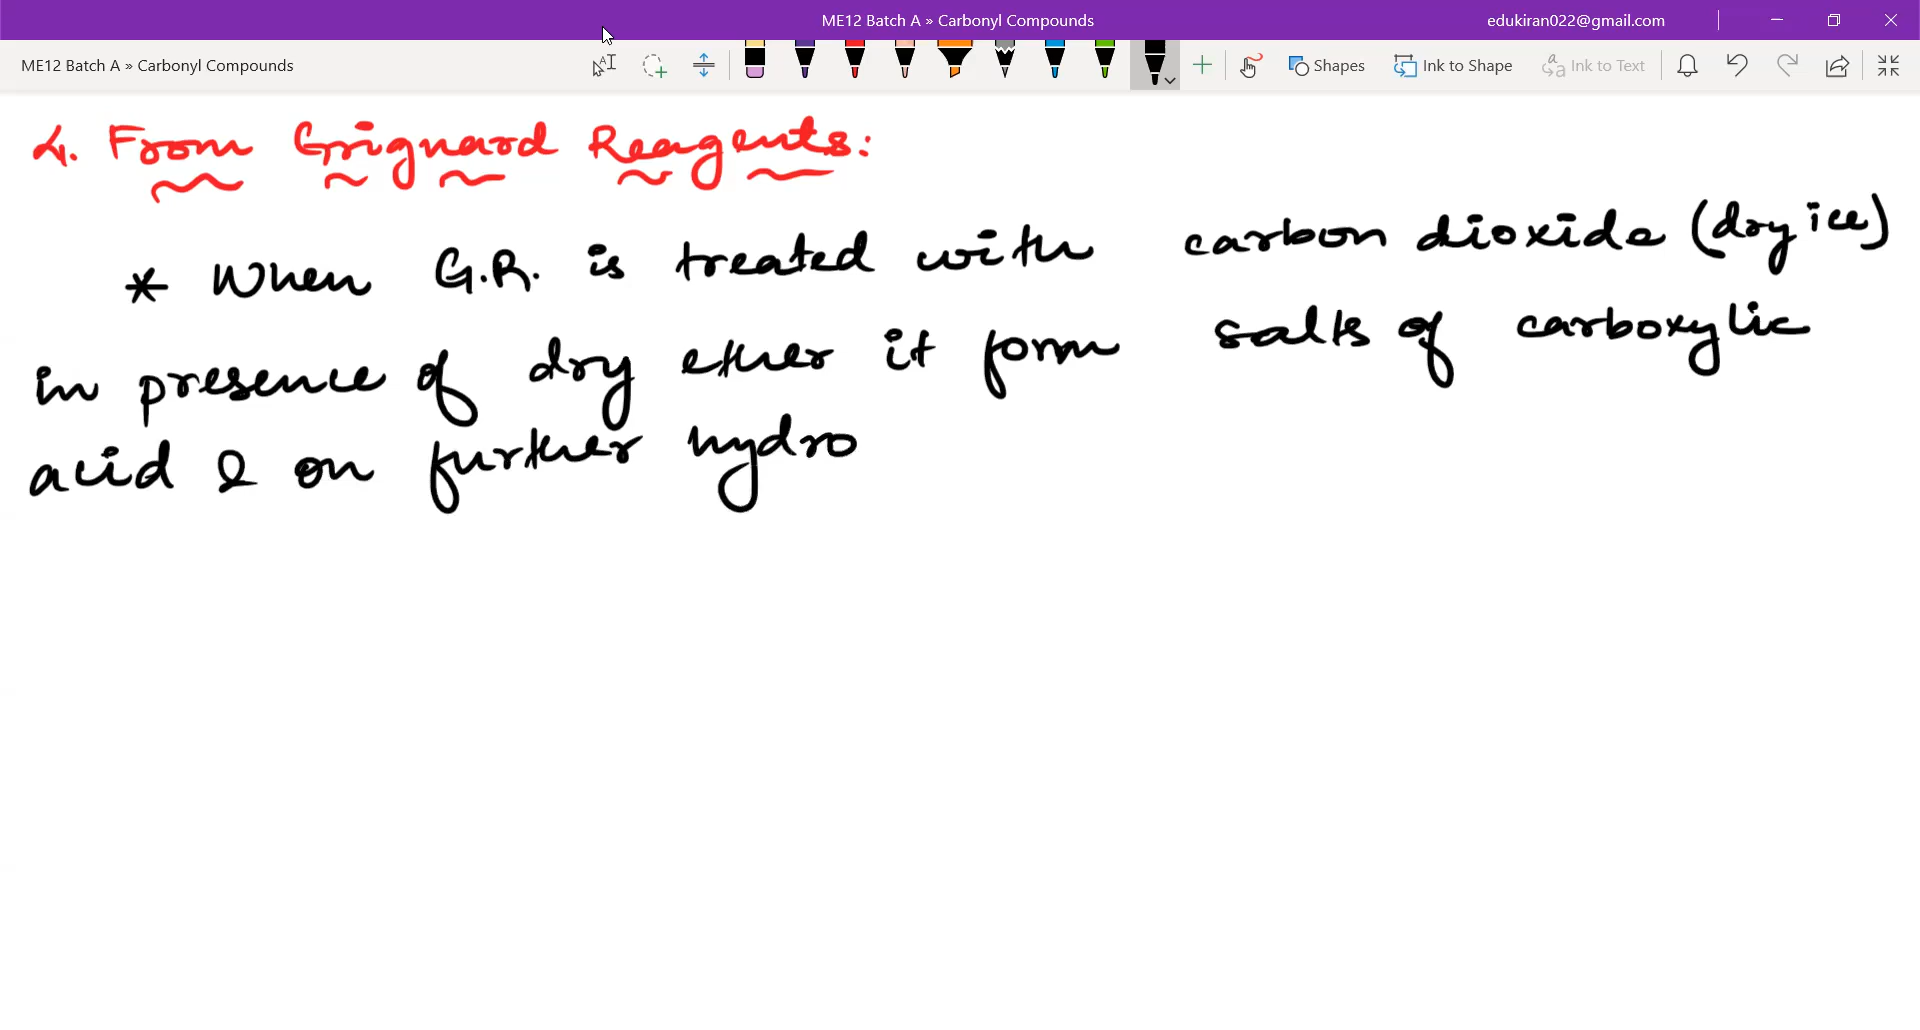 ME12 Batch A » Carbonyl Compounds
edukiran022@gmail.com
ME12 Batch A » Carbonyl Compounds
Shapes
Ink to Shape
Ink to Text
4. From Grignard Reagents:
* When G.R. is treated with carbon dioxide (dry ice)
in presence of dry ether it form salts of carboxylic
acid & on further hydro